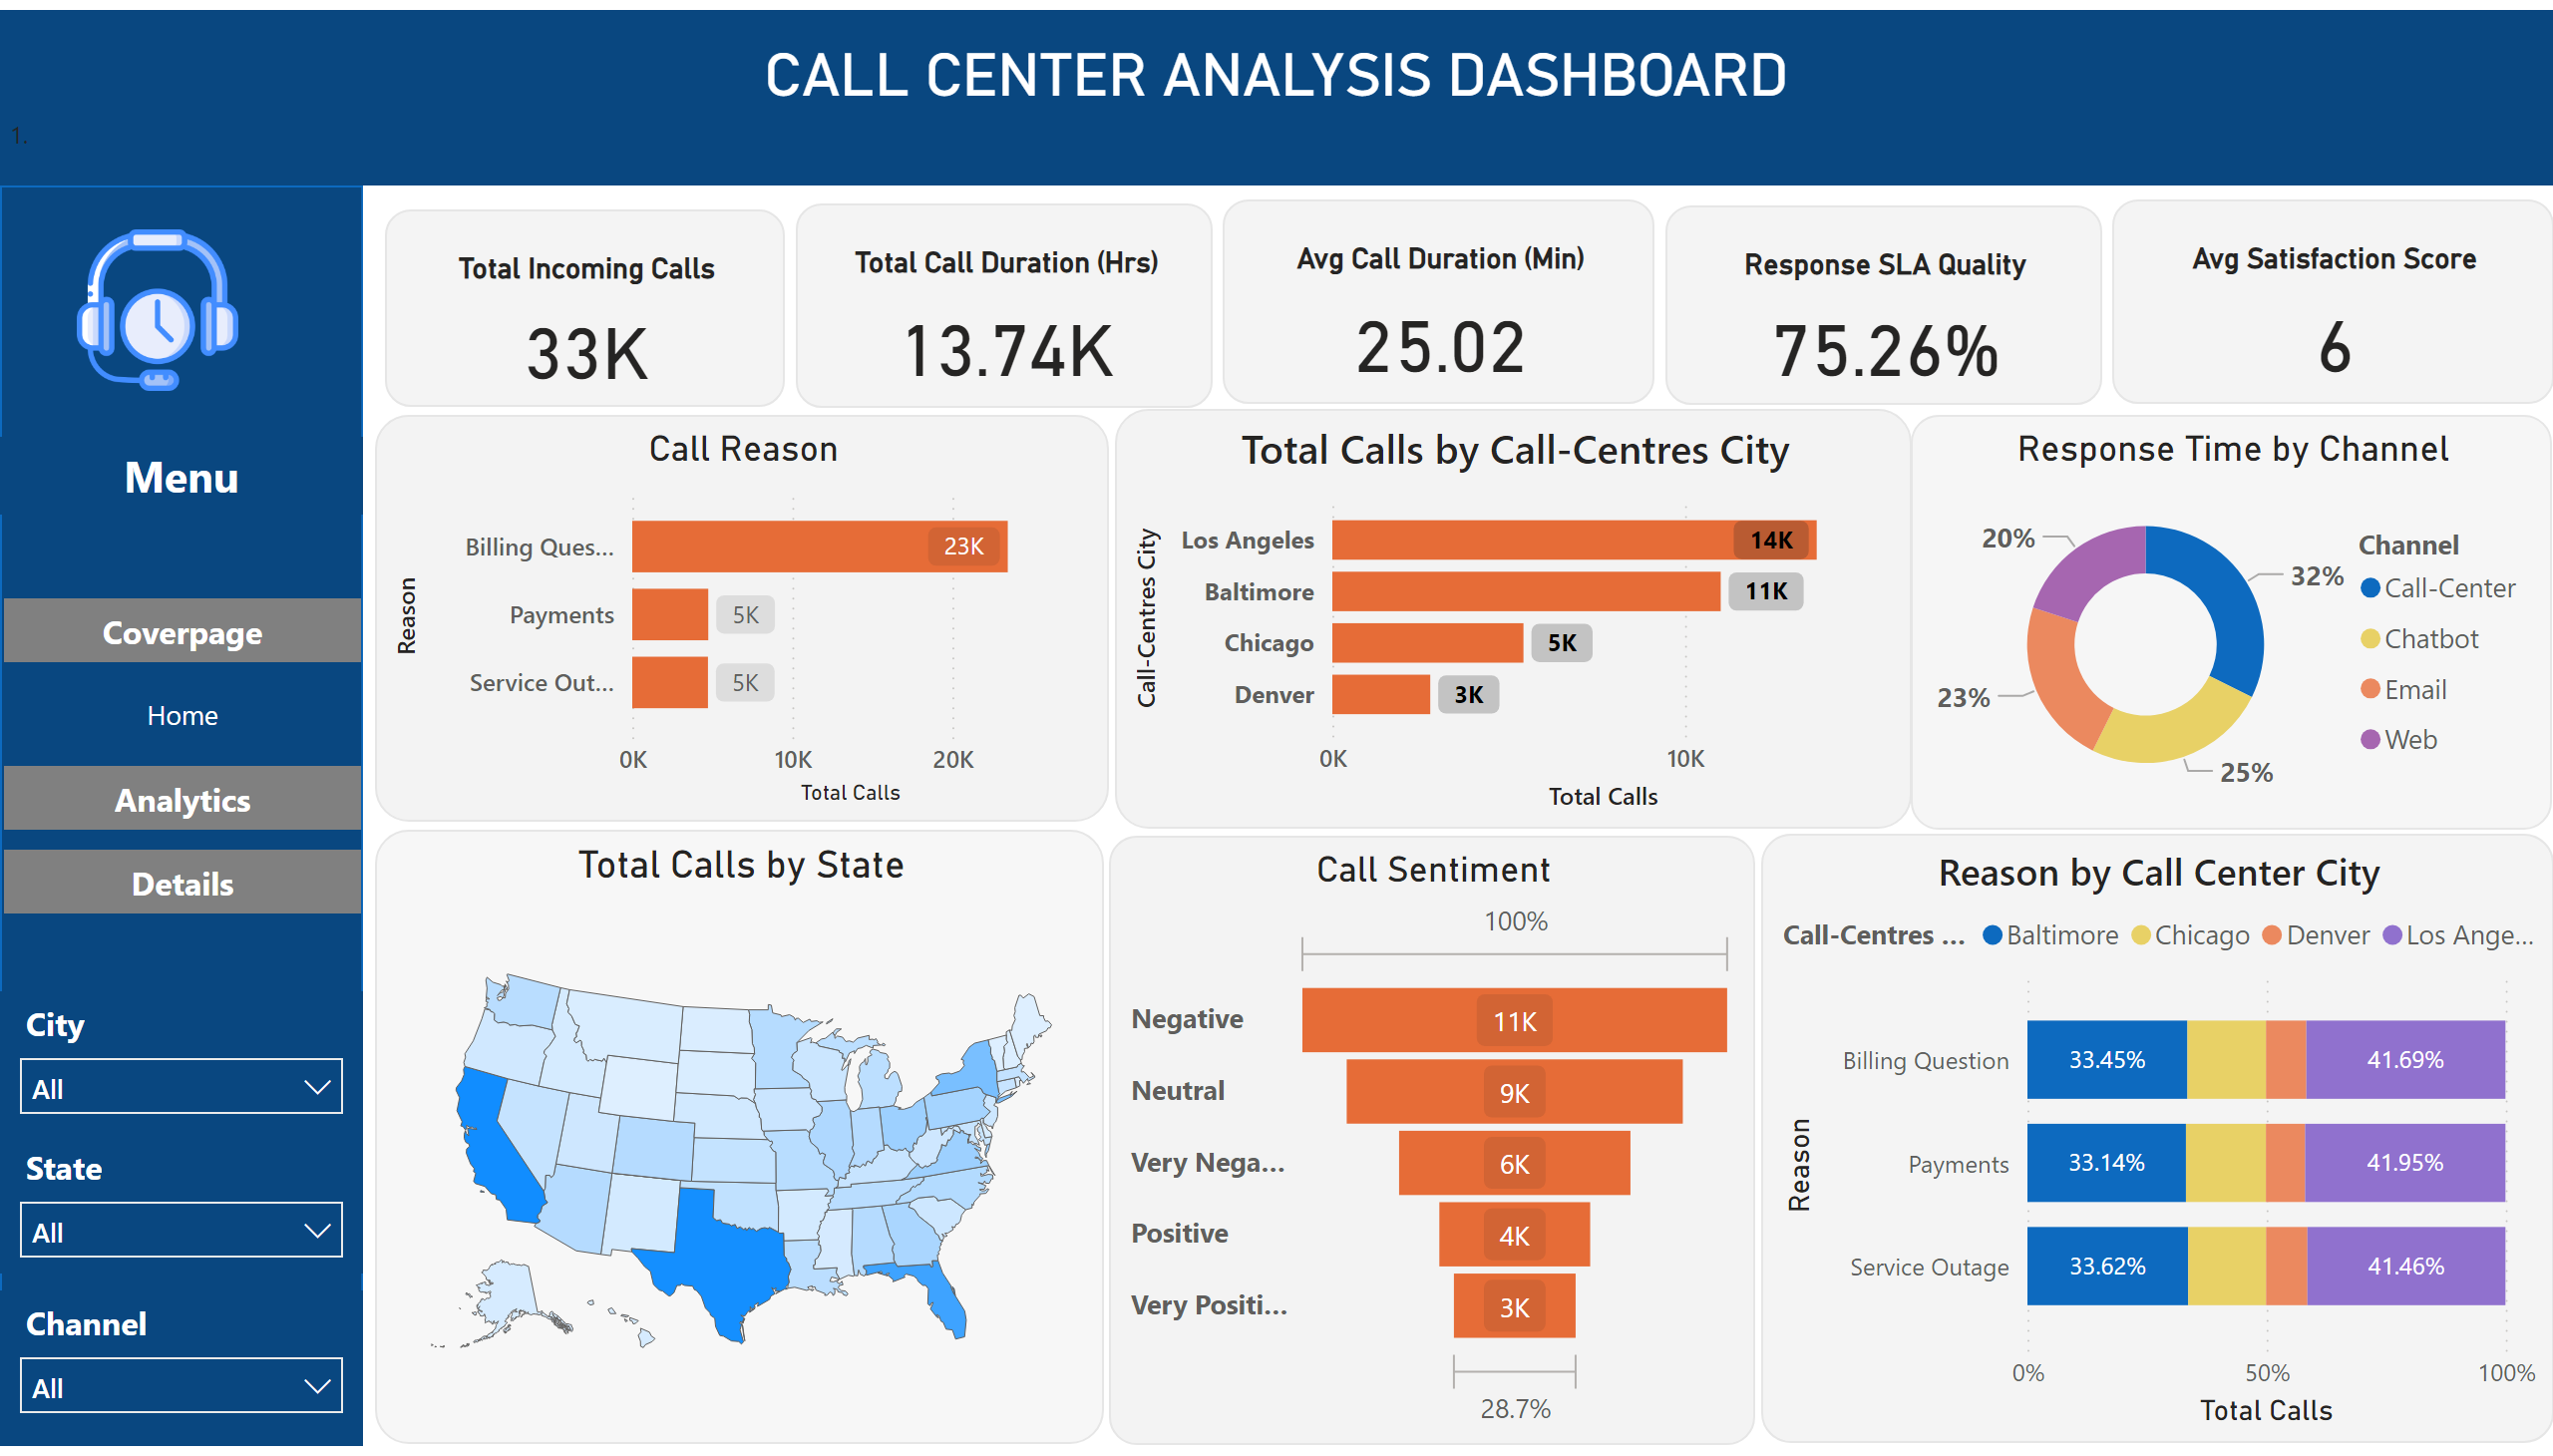 CALL CENTER ANALYSIS DASHBOARD
1.
Menu
Coverpage
Home
Analytics
Details
City
All
State
All
Channel
All
Total Incoming Calls
33K
Total Call Duration (Hrs)
13.74K
Avg Call Duration (Min)
25.02
Response SLA Quality
75.26%
Avg Satisfaction Score
6
Call Reason
Reason
Billing Ques... 23K
Payments 5K
Service Out... 5K
0K 10K 20K
Total Calls
Total Calls by Call-Centres City
Call-Centres City
Los Angeles 14K
Baltimore 11K
Chicago 5K
Denver 3K
0K 10K
Total Calls
Response Time by Channel
20%
32%
23%
25%
Channel
Call-Center
Chatbot
Email
Web
Total Calls by State
Call Sentiment
100%
Negative 11K
Neutral 9K
Very Nega... 6K
Positive 4K
Very Positi... 3K
28.7%
Reason by Call Center City
Call-Centres ... Baltimore Chicago Denver Los Ange...
Reason
Billing Question 33.45% 41.69%
Payments 33.14% 41.95%
Service Outage 33.62% 41.46%
0% 50% 100%
Total Calls